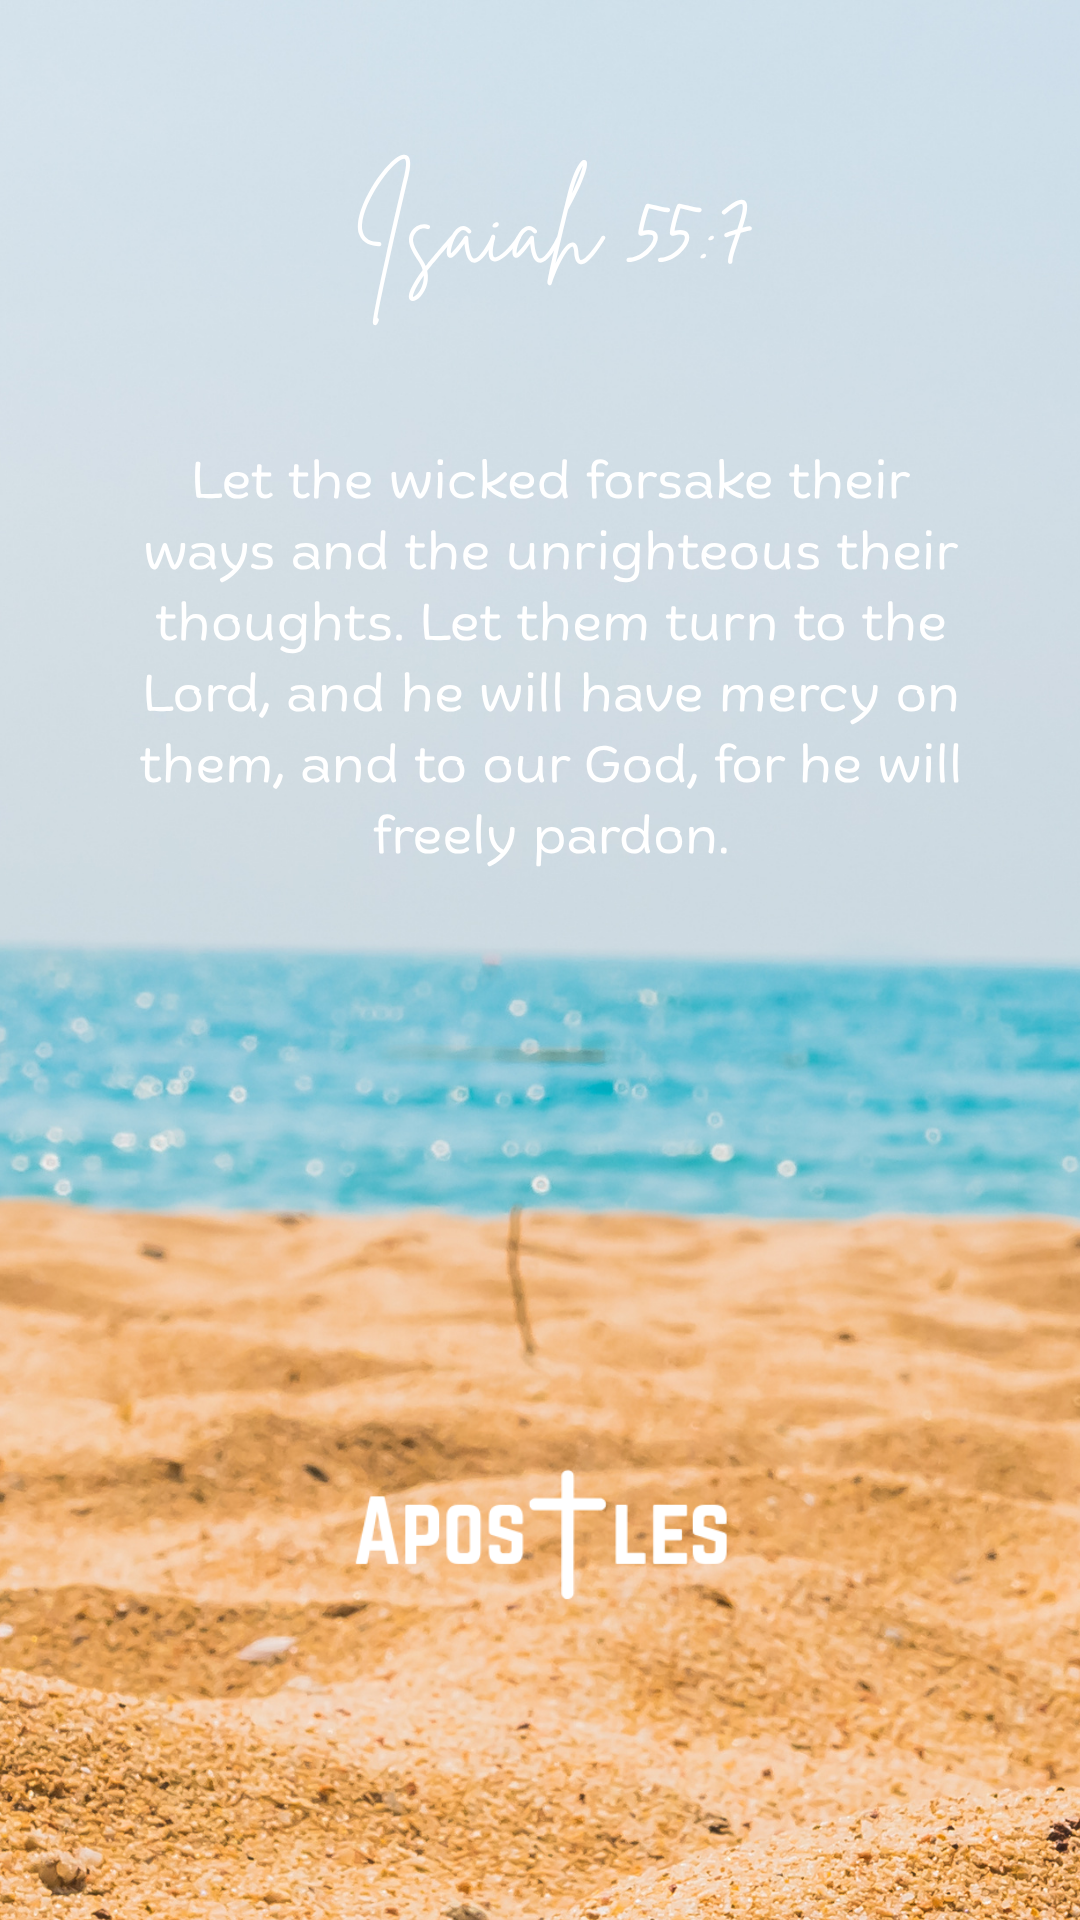 Isaiah 55:7
Let the wicked forsake their
ways and the unrighteous their
thoughts. Let them turn to the
Lord, and he will have mercy on
them, and to our God, for he will
freely pardon.
APOSTLES